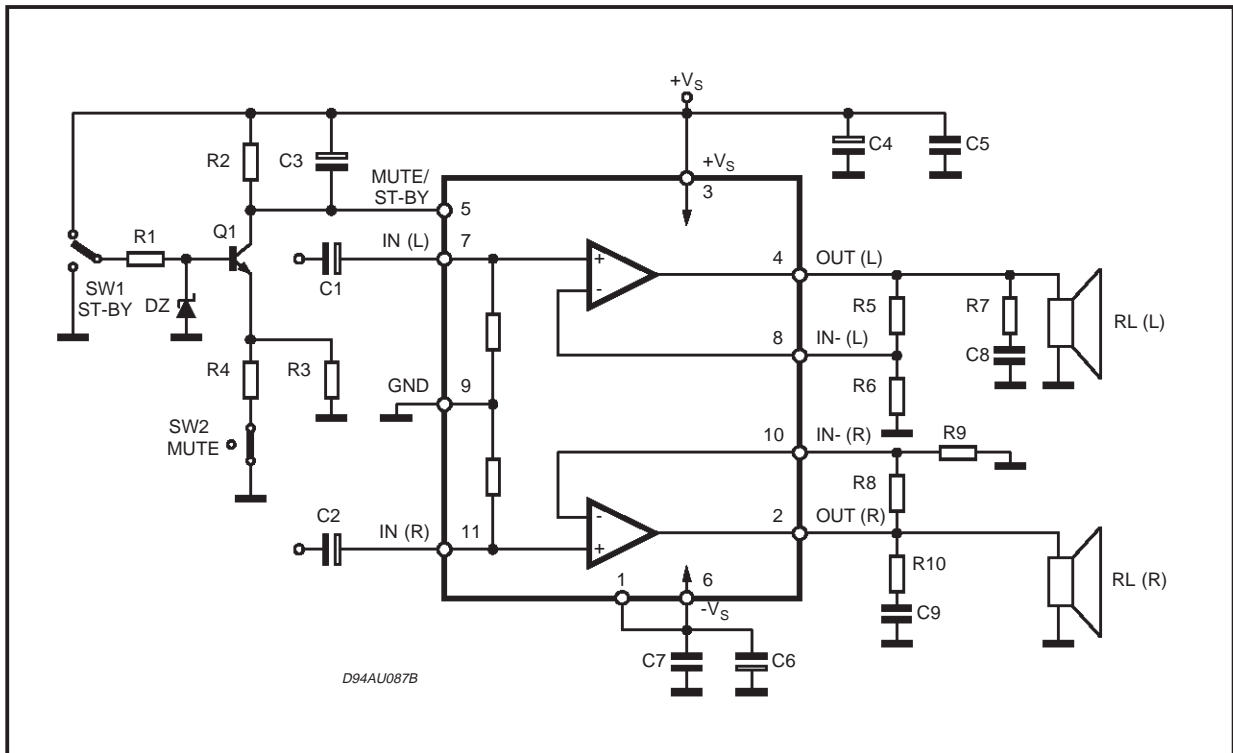 +VS
R2
C3
MUTE/
ST-BY
+VS
3
C4
C5
5
R1
Q1
IN (L)
7
SW1
ST-BY
DZ
C1
+
-
4
OUT (L)
R5
R7
RL (L)
8
IN- (L)
C8
R4
R3
GND
9
R6
SW2
MUTE
10
IN- (R)
R9
R8
C2
IN (R)
11
-
+
2
OUT (R)
R10
RL (R)
1
6
-VS
C9
C7
C6
D94AU087B